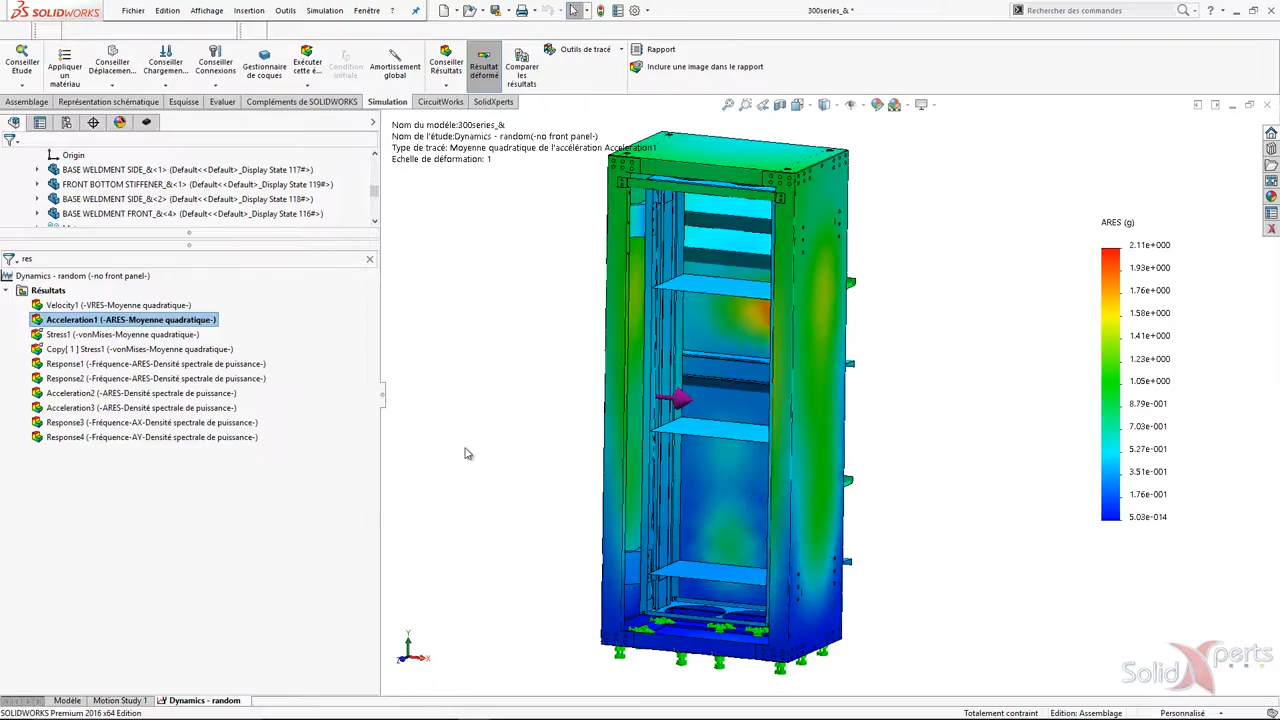 SOLIDWORKS Fichier Edition Affichage Insertion Outils Simulation Fenêtre ? 300series_& * Rechercher des commandes
Conseiller Etude
Appliquer un matériau
Conseiller Déplacemen...
Conseiller Chargemen...
Conseiller Connexions
Gestionnaire de coques
Exécuter cette é...
Condition initiale
Amortissement global
Conseiller Résultats
Résultat déformé
Comparer les résultats
Outils de tracé
Rapport
Inclure une image dans le rapport
Assemblage Représentation schématique Esquisse Evaluer Compléments de SOLIDWORKS Simulation CircuitWorks SolidXperts
Origin
BASE WELDMENT SIDE_&<1> (Default<<Default>_Display State 117#>)
FRONT BOTTOM STIFFENER_&<1> (Default<<Default>_Display State 119#>)
BASE WELDMENT SIDE_&<2> (Default<<Default>_Display State 118#>)
BASE WELDMENT FRONT_&<4> (Default<<Default>_Display State 116#>)
res
Dynamics - random (-no front panel-)
Résultats
Velocity1 (-VRES-Moyenne quadratique-)
Acceleration1 (-ARES-Moyenne quadratique-)
Stress1 (-vonMises-Moyenne quadratique-)
Copy[ 1 ] Stress1 (-vonMises-Moyenne quadratique-)
Response1 (-Fréquence-ARES-Densité spectrale de puissance-)
Response2 (-Fréquence-ARES-Densité spectrale de puissance-)
Acceleration2 (-ARES-Densité spectrale de puissance-)
Acceleration3 (-ARES-Densité spectrale de puissance-)
Response3 (-Fréquence-AX-Densité spectrale de puissance-)
Response4 (-Fréquence-AY-Densité spectrale de puissance-)
Nom du modèle:300series_&
Nom de l'étude:Dynamics - random(-no front panel-)
Type de tracé: Moyenne quadratique de l'accélération Acceleration1
Echelle de déformation: 1
ARES (g)
2.11e+000
1.93e+000
1.76e+000
1.58e+000
1.41e+000
1.23e+000
1.05e+000
8.79e-001
7.03e-001
5.27e-001
3.51e-001
1.76e-001
5.03e-014
Y
Z X
SolidXperts
Modèle Motion Study 1 Dynamics - random
SOLIDWORKS Premium 2016 x64 Edition Totalement contraint Edition: Assemblage Personnalisé